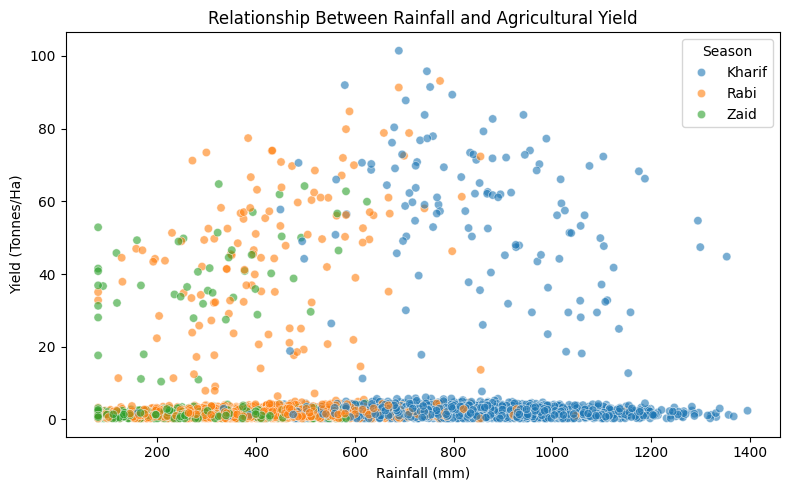 Relationship Between Rainfall and Agricultural Yield
Season
Kharif
Rabi
Zaid
Yield (Tonnes/Ha)
100
80
60
40
20
0
200 400 600 800 1000 1200 1400
Rainfall (mm)